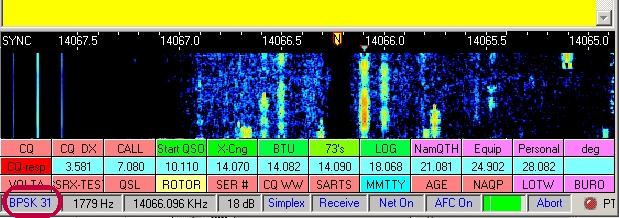 SYNC 14067.5 14067.0 14066.5 N 14066.0 14065.5 14065.0
CQ CQ DX CALL Start QSO X-Cng BTU 73's LOG NamQTH Equip Personal deg
CQ-resp 3.581 7.080 10.110 14.070 14.082 14.090 18.068 21.081 24.902 28.082
VOLTA SRX-TES QSL ROTOR SER # CQ WW SARTS MMTTY AGE NAQP LOTW BURO
BPSK 31 1779 Hz 14066.096 KHz 18 dB Simplex Receive Net On AFC On Abort PT